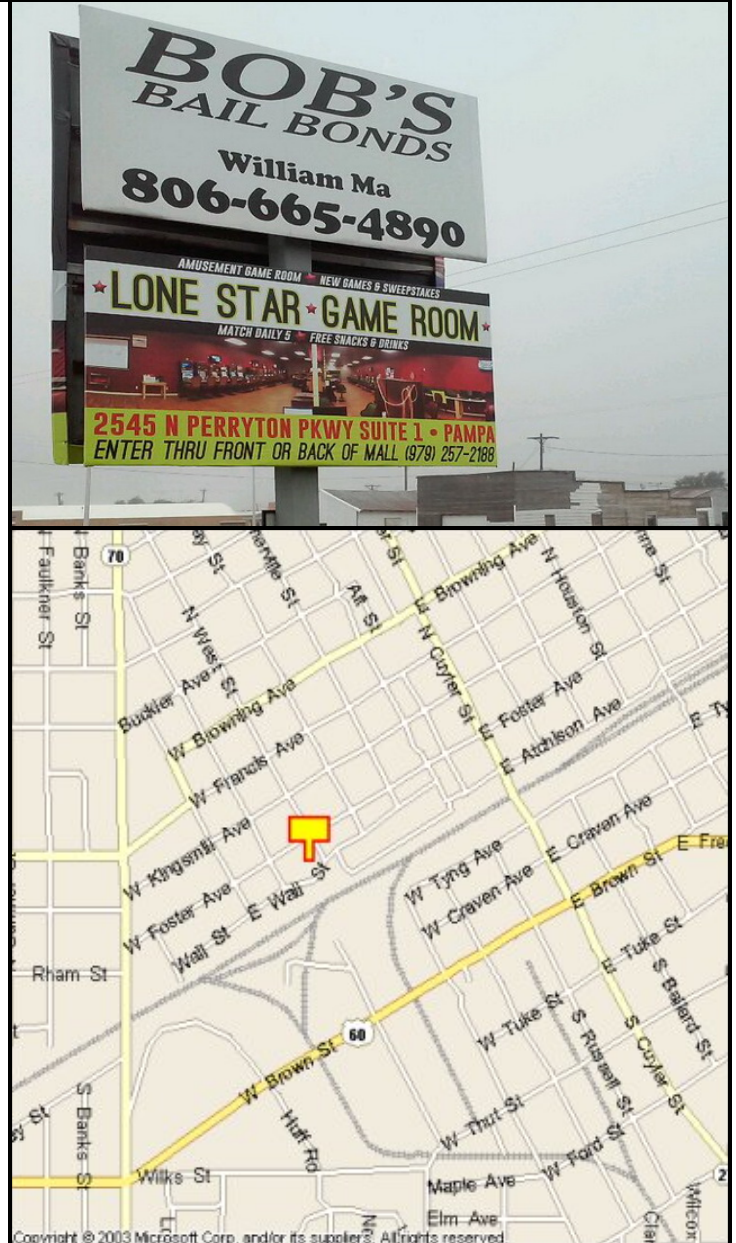 BOB'S
BAIL BONDS
William Ma
806-665-4890
AMUSEMENT GAME ROOM NEW GAMES & SWEEPSTAKES
LONE STAR GAME ROOM
MATCH DAILY 5 FREE SNACKS & DRINKS
2545 N PERRYTON PKWY SUITE 1 • PAMPA
ENTER THRU FRONT OR BACK OF MALL (979) 257-2188
N Faulkner St
N Banks St
70
N West St
E Browning Ave
N Houston St
Buckler Ave
N Cuyler St
W Browning Ave
E Foster Ave
E Atchison Ave
W Francis Ave
W Kingsmill Ave
E Craven Ave
W Tyng Ave
W Foster Ave
E Wall St
W Craven Ave
E Brown St
Wall St
E Tuke St
Rham St
S Ballard St
60
W Tuke St
S Russell St
S Cuyler St
W Brown St
S Banks St
Huff Rd
W Thut St
W Ford St
Wilks St
Maple Ave
Wilcox
Elm Ave
Copyright © 2003 Microsoft Corp. and/or its suppliers. All rights reserved.